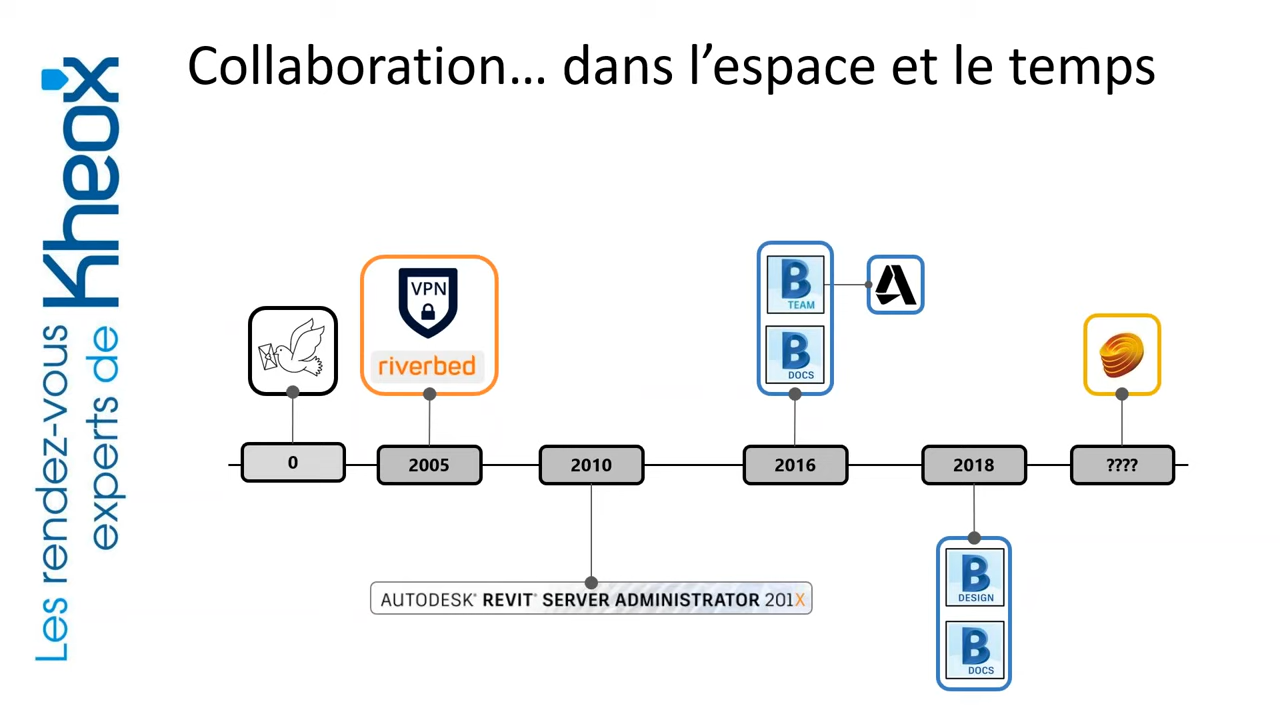 Collaboration… dans l’espace et le temps
Les rendez-vous
experts de
Kheox
VPN
riverbed
B
TEAM
B
DOCS
0
2005
2010
2016
2018
????
AUTODESK® REVIT® SERVER ADMINISTRATOR 201X
B
DESIGN
B
DOCS